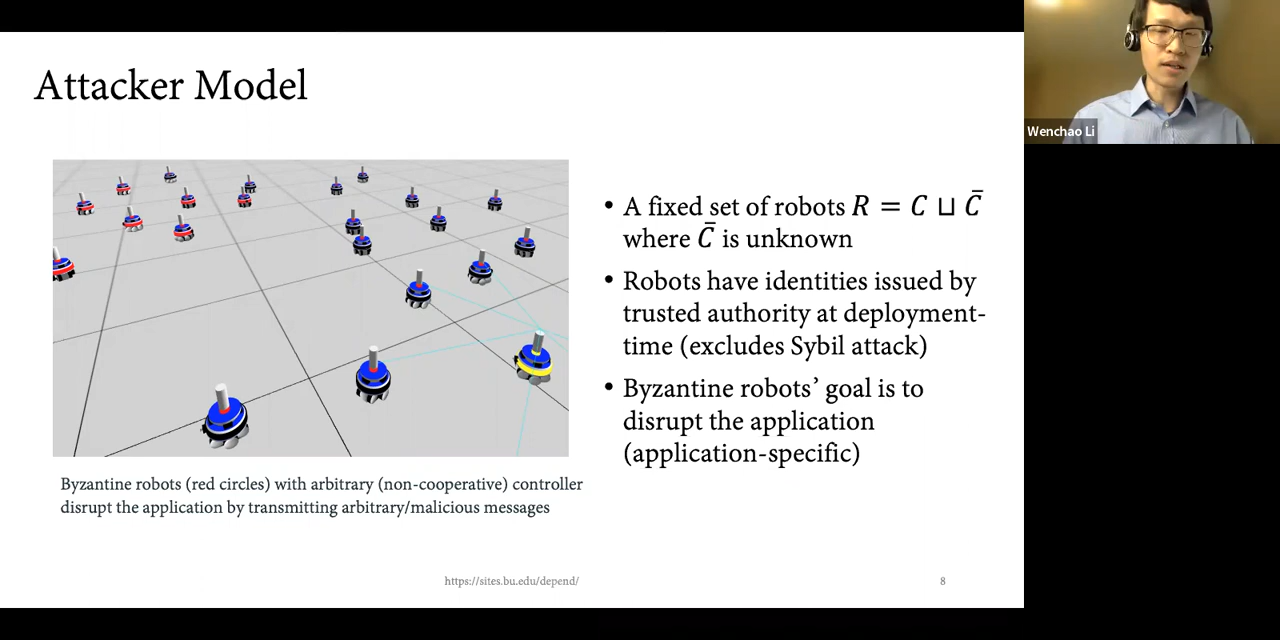 Attacker Model
• A fixed set of robots R = C ⊔ C̄
where C̄ is unknown
• Robots have identities issued by
trusted authority at deployment-
time (excludes Sybil attack)
• Byzantine robots’ goal is to
disrupt the application
(application-specific)
Byzantine robots (red circles) with arbitrary (non-cooperative) controller
disrupt the application by transmitting arbitrary/malicious messages
https://sites.bu.edu/depend/
8
Wenchao Li